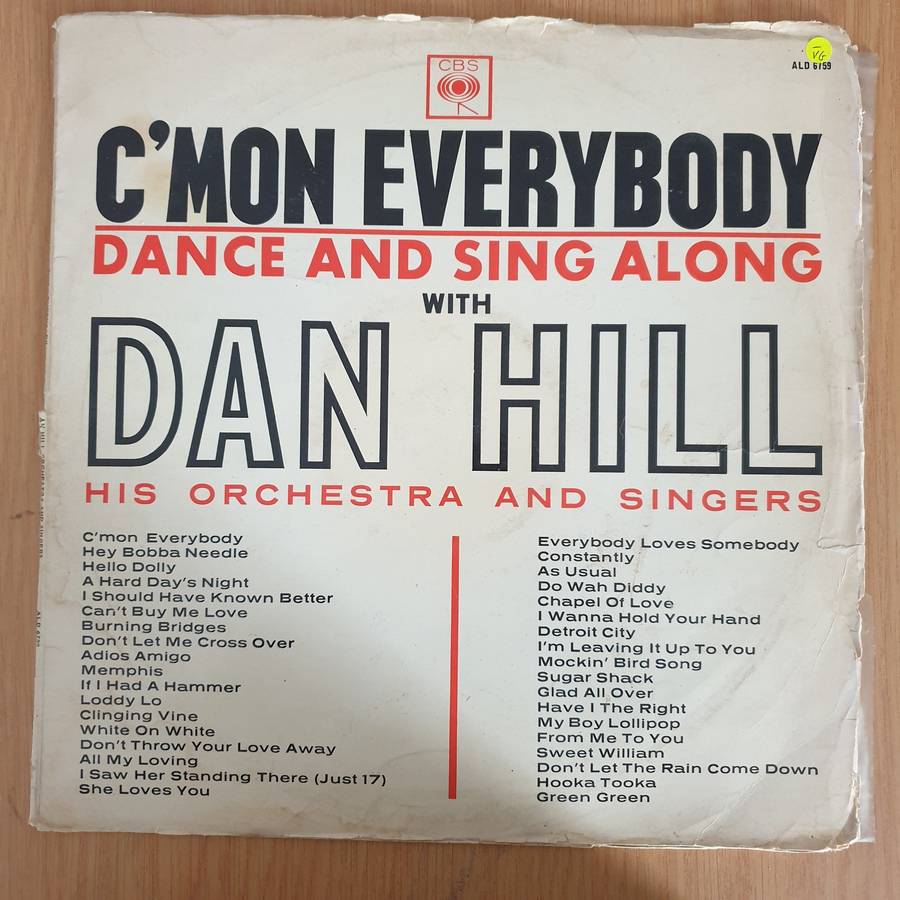 VG
ALD 6759
CBS
C'MON EVERYBODY
DANCE AND SING ALONG
WITH
DAN HILL
HIS ORCHESTRA AND SINGERS
C'mon Everybody
Hey Bobba Needle
Hello Dolly
A Hard Day's Night
I Should Have Known Better
Can't Buy Me Love
Burning Bridges
Don't Let Me Cross Over
Adios Amigo
Memphis
If I Had A Hammer
Loddy Lo
Clinging Vine
White On White
Don't Throw Your Love Away
All My Loving
I Saw Her Standing There (Just 17)
She Loves You
Everybody Loves Somebody
Constantly
As Usual
Do Wah Diddy
Chapel Of Love
I Wanna Hold Your Hand
Detroit City
I'm Leaving It Up To You
Mockin' Bird Song
Sugar Shack
Glad All Over
Have I The Right
My Boy Lollipop
From Me To You
Sweet William
Don't Let The Rain Come Down
Hooka Tooka
Green Green